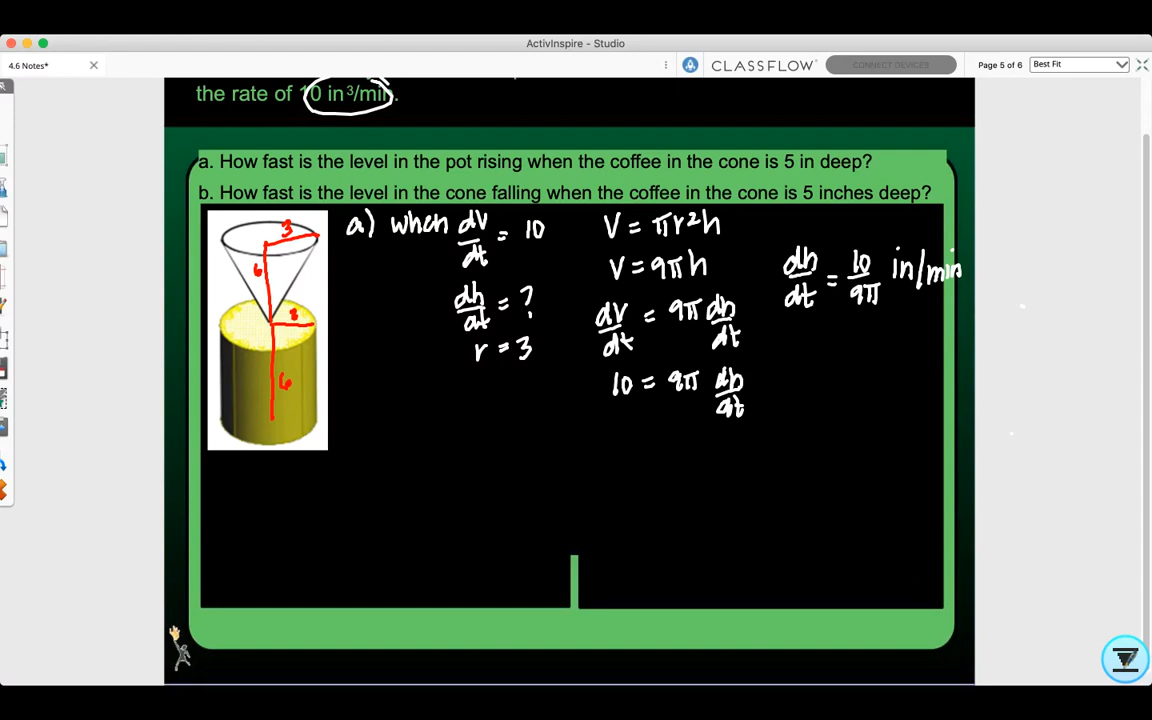 ActivInspire - Studio
4.6 Notes*
CLASSFLOW
CONNECT DEVICES
Page 5 of 6
Best Fit
the rate of 10 in³/min.
a. How fast is the level in the pot rising when the coffee in the cone is 5 in deep?
b. How fast is the level in the cone falling when the coffee in the cone is 5 inches deep?
3
6
3
6
a) when dV/dt = 10
dh/dt = ?
r = 3
V = πr²h
V = 9πh
dV/dt = 9π dh/dt
10 = 9π dh/dt
dh/dt = 10/9π in/min